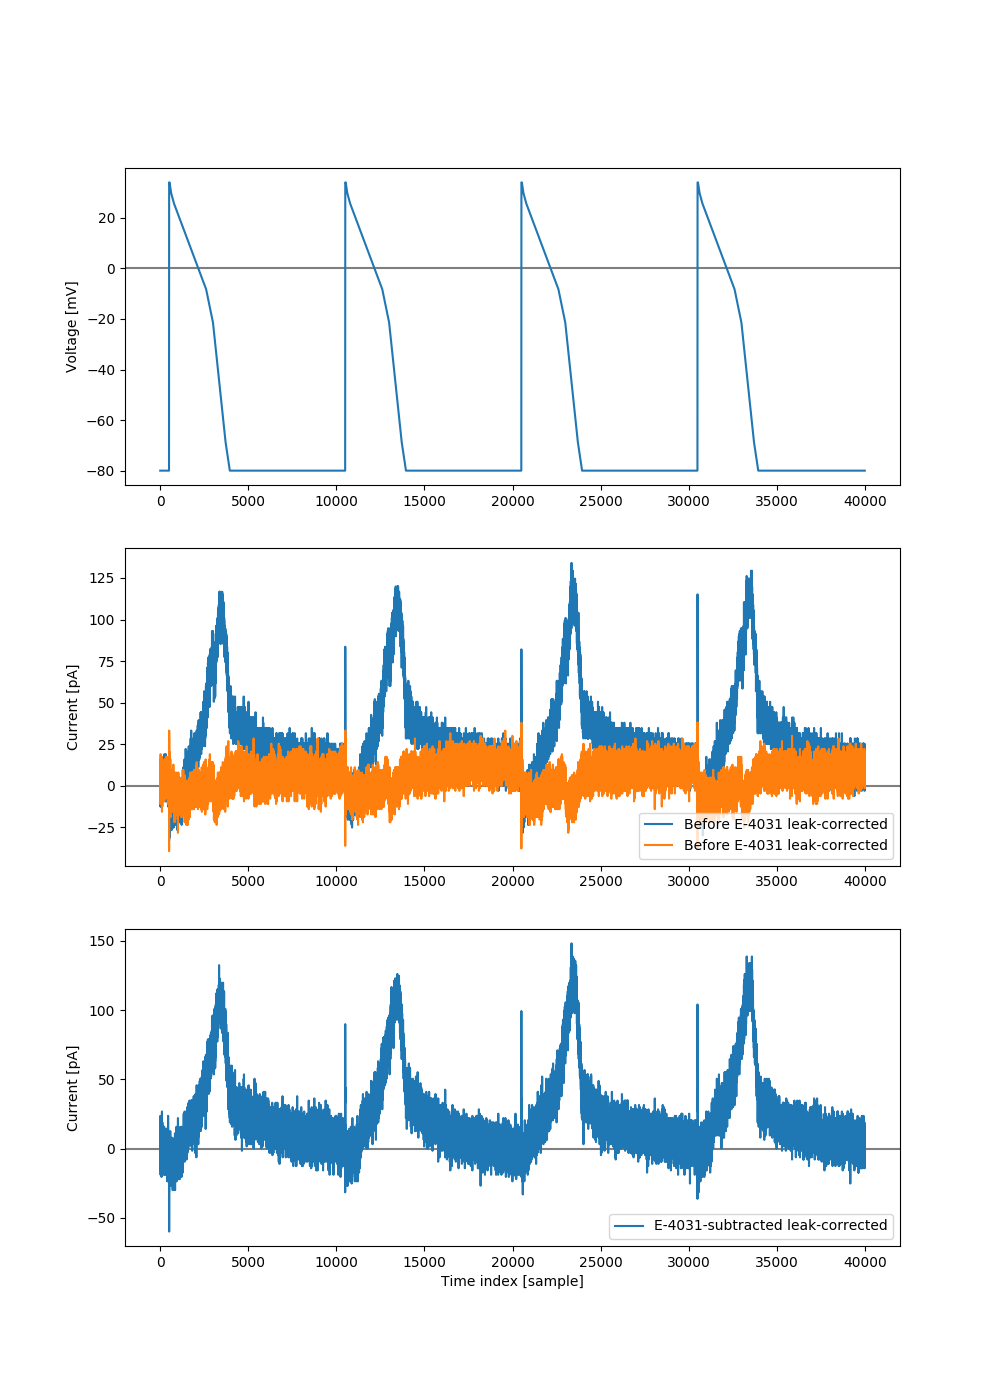 20
0
−20
−40
−60
−80
Voltage [mV]
0 5000 10000 15000 20000 25000 30000 35000 40000
125
100
75
50
25
0
−25
Current [pA]
Before E-4031 leak-corrected
Before E-4031 leak-corrected
0 5000 10000 15000 20000 25000 30000 35000 40000
150
100
50
0
−50
Current [pA]
E-4031-subtracted leak-corrected
0 5000 10000 15000 20000 25000 30000 35000 40000
Time index [sample]